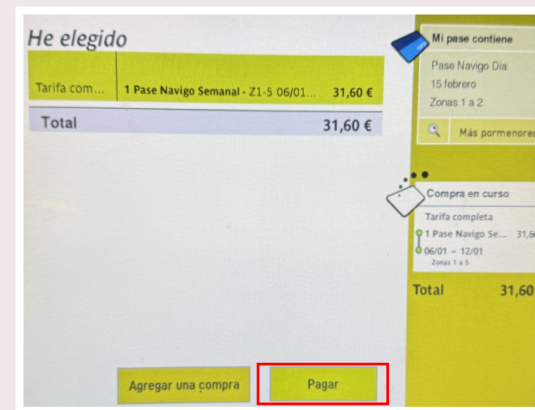 He elegido
Tarifa com...
1 Pase Navigo Semanal - Z1-5 06/01...
31,60 €
Total
31,60 €
Agregar una compra
Pagar
Mi pase contiene
Pase Navigo Dia
15 febrero
Zonas 1 a 2
Más pormenores
Compra en curso
Tarifa completa
1 Pase Navigo Se...
31,6
06/01 - 12/01
Zonas 1 a 5
Total
31,60